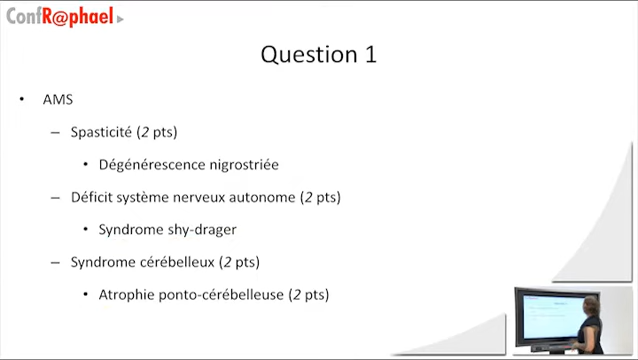 ConfR@phael
Question 1
• AMS
– Spasticité (2 pts)
• Dégénérescence nigrostriée
– Déficit système nerveux autonome (2 pts)
• Syndrome shy-drager
– Syndrome cérébelleux (2 pts)
• Atrophie ponto-cérébelleuse (2 pts)